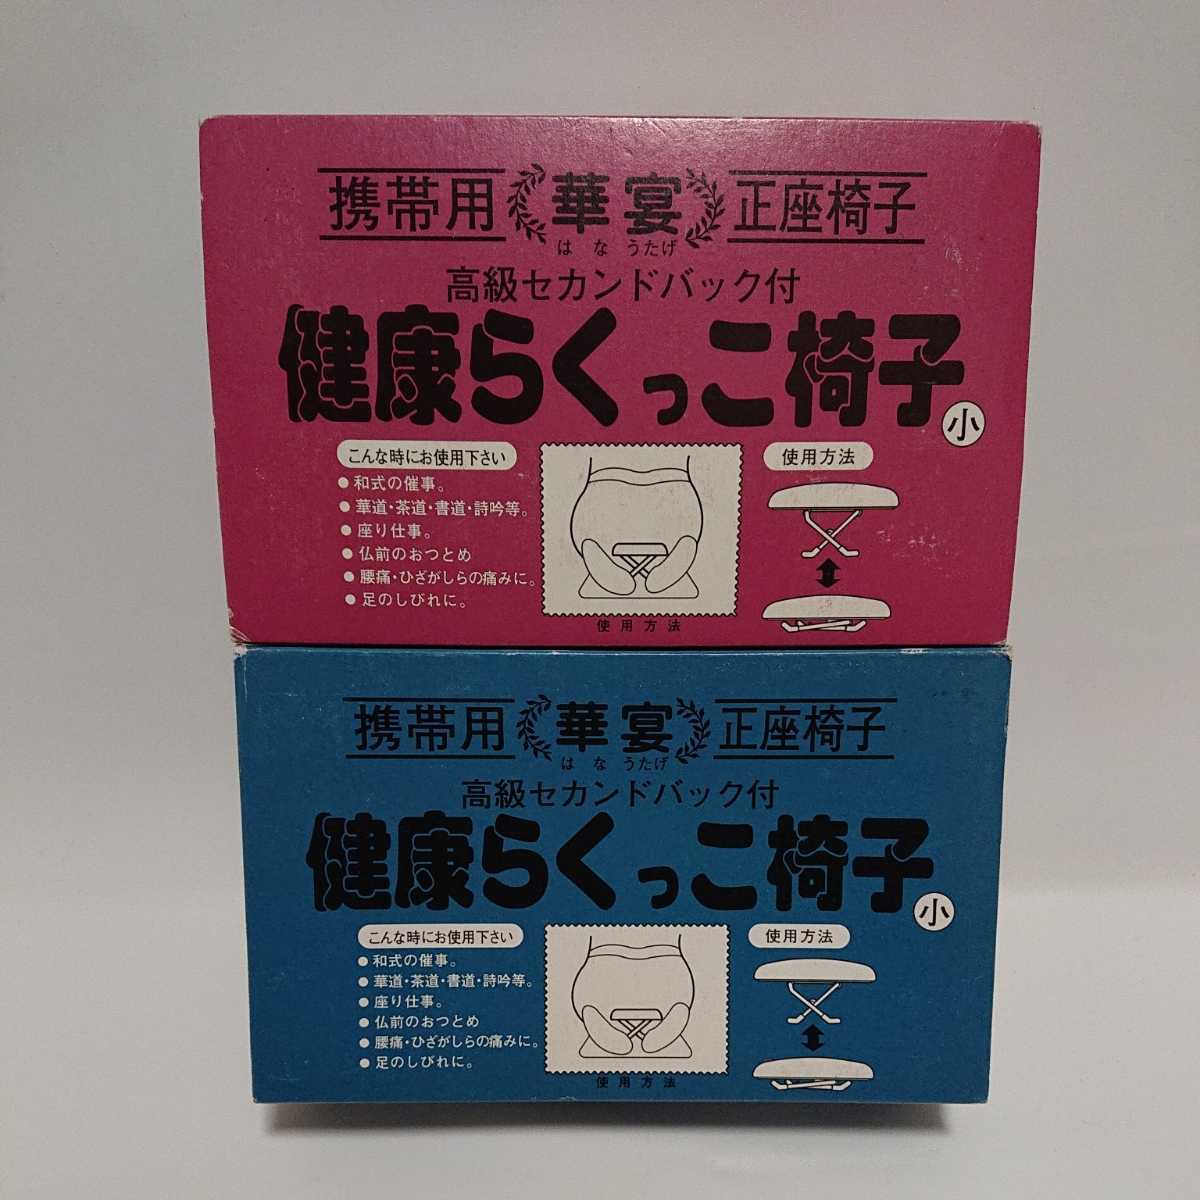 携帯用 華宴 正座椅子
はなうたげ
高級セカンドバック付
健康らくっこ椅子 小
こんな時にお使用下さい
●和式の催事。
●華道・茶道・書道・詩吟等。
●座り仕事。
●仏前のおつとめ
●腰痛・ひざがしらの痛みに。
●足のしびれに。
使用方法
使用方法
携帯用 華宴 正座椅子
はなうたげ
高級セカンドバック付
健康らくっこ椅子 小
こんな時にお使用下さい
●和式の催事。
●華道・茶道・書道・詩吟等。
●座り仕事。
●仏前のおつとめ
●腰痛・ひざがしらの痛みに。
●足のしびれに。
使用方法
使用方法